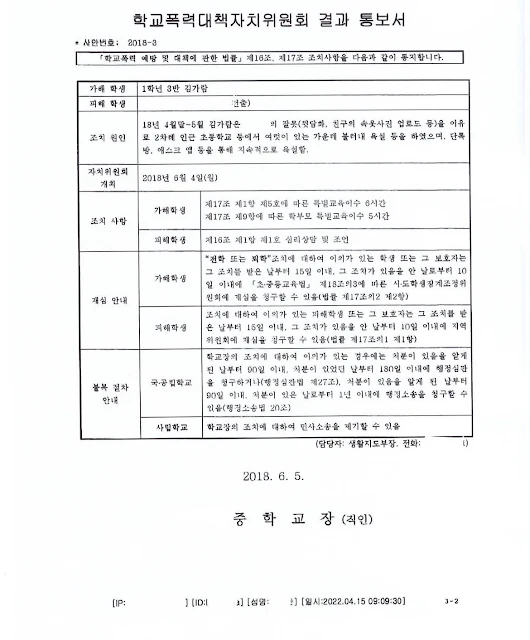 학교폭력대책자치위원회 결과 통보서
* 사안번호: 2018-3
「학교폭력 예방 및 대책에 관한 법률」제16조, 제17조 조치사항을 다음과 같이 통지합니다.
가해 학생
1학년 3반 김가람
피해 학생
전출)
조치 원인
18년 4월말~5월 김가람은 의 잘못(뒷담화, 친구의 속옷사진 업로드 등)을 이유
로 2차례 인근 초등학교 등에서 여럿이 있는 가운데 불러내 욕설 등을 하였으며, 단톡
방, 에스크 앱 등을 통해 지속적으로 욕설함.
자치위원회
개최
2018년 6월 4일(월)
조치 사항
가해학생
제17조 제1항 제5호에 따른 특별교육이수 6시간
제17조 제9항에 따른 학부모 특별교육이수 5시간
피해학생
제16조 제1항 제1호 심리상담 및 조언
재심 안내
가해학생
"전학 또는 퇴학"조치에 대하여 이의가 있는 학생 또는 그 보호자는
그 조치를 받은 날부터 15일 이내, 그 조치가 있음을 안 날로부터 10
일 이내에 「초·중등교육법」 제18조의3에 따른 시·도학생징계조정위
원회에 재심을 청구할 수 있음(법률 제17조의2 제2항)
피해학생
조치에 대하여 이의가 있는 피해학생 또는 그 보호자는 그 조치를 받
은 날부터 15일 이내, 그 조치가 있음을 안 날부터 10일 이내에 지역
위원회에 재심을 청구할 수 있음(법률 제17조의1 제1항)
불복 절차
안내
국·공립학교
학교장의 조치에 대하여 이의가 있는 경우에는 처분이 있음을 알게
된 날부터 90일 이내, 처분이 있었던 날부터 180일 이내에 행정심판
을 청구하거나(행정심판법 제27조), 처분이 있음을 알게 된 날부터
90일 이내, 처분이 있은 날로부터 1년 이내에 행정소송을 청구할 수
있음(행정소송법 20조)
사립학교
학교장의 조치에 대하여 민사소송을 제기할 수 있음
(담당자: 생활지도부장, 전화: )
2018. 6. 5.
중 학 교 장 (직인)
[IP: ] [ID: ] [성명: ] [일시:2022.04.15 09:09:30]
3-2